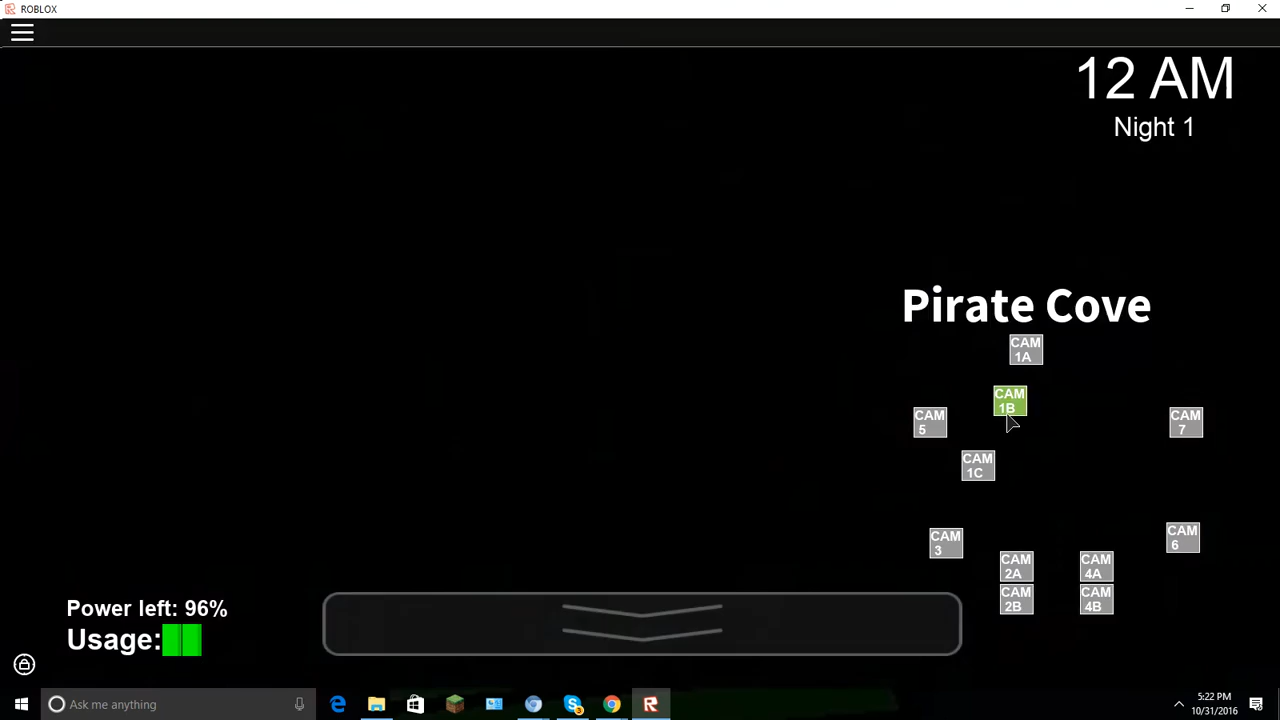 ROBLOX
12 AM
Night 1
Pirate Cove
CAM
1A
CAM
1B
CAM
5
CAM
7
CAM
1C
CAM
3
CAM
6
CAM
2A
CAM
4A
CAM
2B
CAM
4B
Power left: 96%
Usage:
Ask me anything
3
5:22 PM
10/31/2016